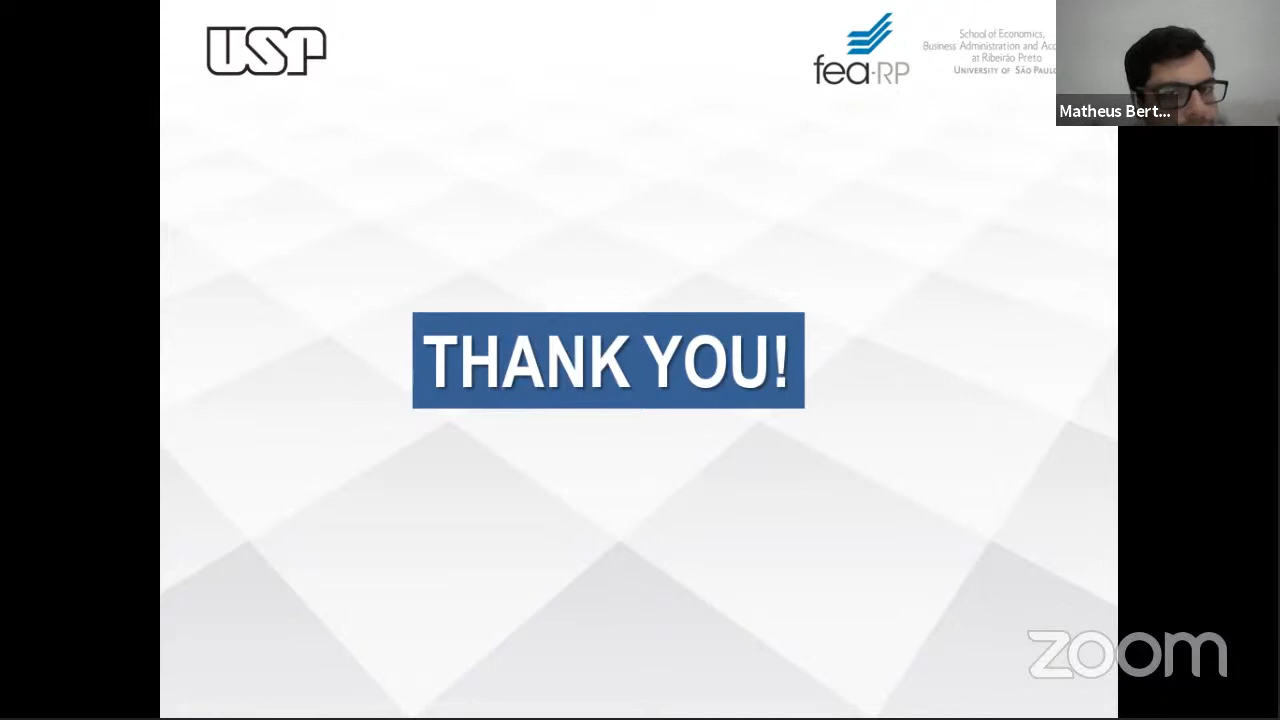 USP
fea-RP
School of Economics,
Business Administration and Acc
at Ribeirão Preto
UNIVERSITY OF SÃO PAULO
Matheus Bert...
THANK YOU!
zoom